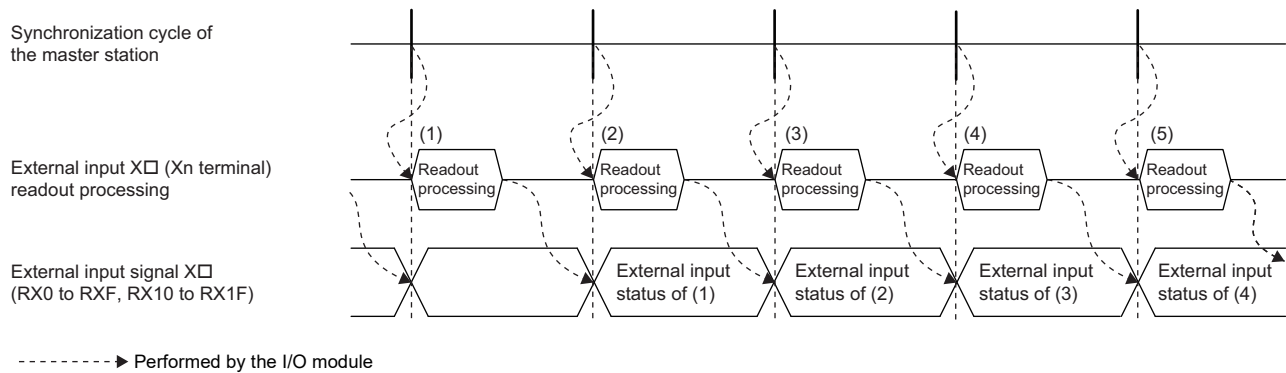 Synchronization cycle of
the master station
(1)
(2)
(3)
(4)
(5)
External input X□ (Xn terminal)
readout processing
Readout
processing
Readout
processing
Readout
processing
Readout
processing
Readout
processing
External input signal X□
(RX0 to RXF, RX10 to RX1F)
External input
status of (1)
External input
status of (2)
External input
status of (3)
External input
status of (4)
Performed by the I/O module